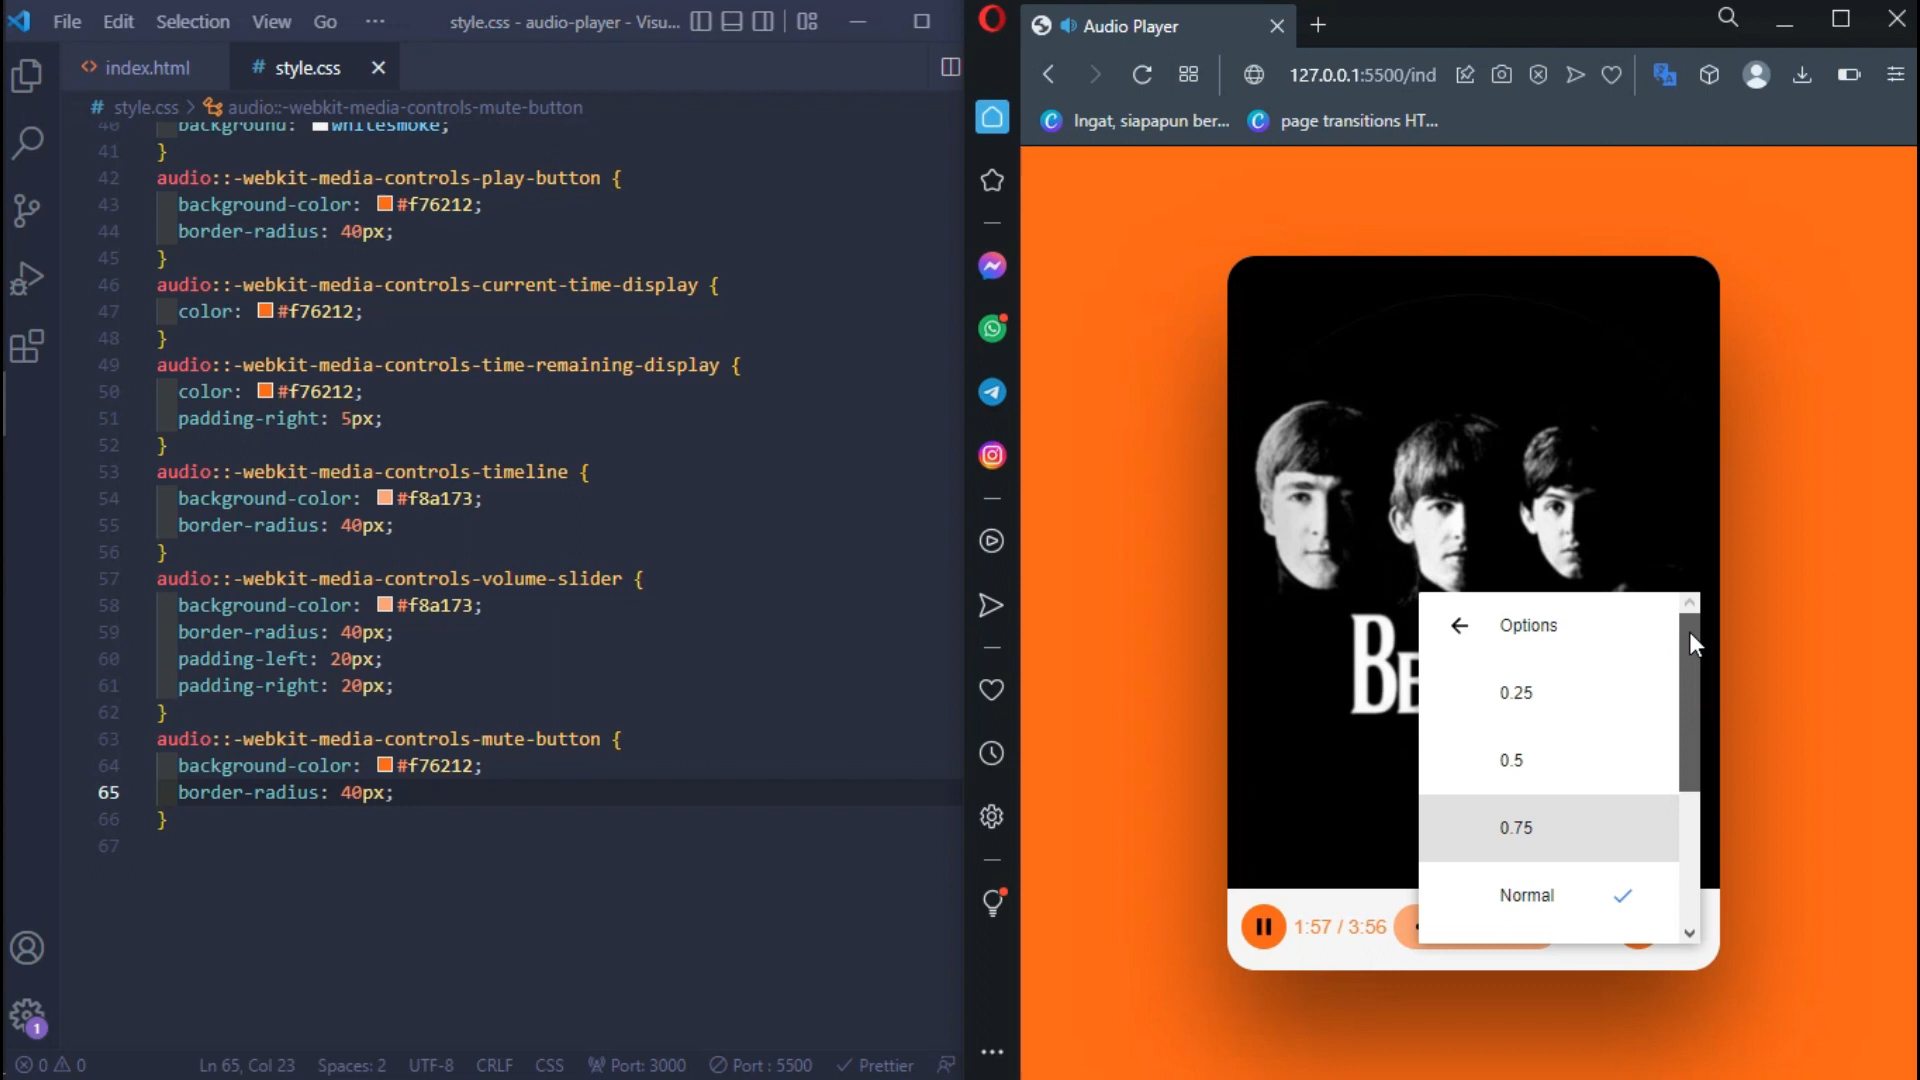 File Edit Selection View Go ··· style.css - audio-player - Visu...
index.html
# style.css
# style.css > audio::-webkit-media-controls-mute-button
40 background: whitesmoke;
41 }
42 audio::-webkit-media-controls-play-button {
43 background-color: #f76212;
44 border-radius: 40px;
45 }
46 audio::-webkit-media-controls-current-time-display {
47 color: #f76212;
48 }
49 audio::-webkit-media-controls-time-remaining-display {
50 color: #f76212;
51 padding-right: 5px;
52 }
53 audio::-webkit-media-controls-timeline {
54 background-color: #f8a173;
55 border-radius: 40px;
56 }
57 audio::-webkit-media-controls-volume-slider {
58 background-color: #f8a173;
59 border-radius: 40px;
60 padding-left: 20px;
61 padding-right: 20px;
62 }
63 audio::-webkit-media-controls-mute-button {
64 background-color: #f76212;
65 border-radius: 40px;
66 }
67
1
0 0 Ln 65, Col 23 Spaces: 2 UTF-8 CRLF CSS Port: 3000 Port : 5500 Prettier
Audio Player
127.0.0.1:5500/ind
Ingat, siapapun ber... page transitions HT...
Options
0.25
0.5
0.75
Normal
1:57 / 3:56